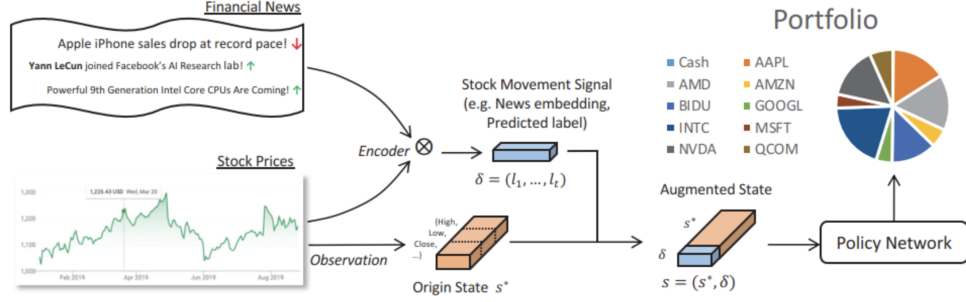 Financial News
Apple iPhone sales drop at record pace! ↓
Yann LeCun joined Facebook's AI Research lab! ↑
Powerful 9th Generation Intel Core CPUs Are Coming! ↑
Stock Prices
1,226.43 USD Wed, Mar 20
1,300
1,200
1,100
1,000
Feb 2019 Apr 2019 Jun 2019 Aug 2019
Encoder
Observation
Stock Movement Signal
(e.g. News embedding,
Predicted label)
δ = (l₁, ..., lₜ)
{High,
Low,
Close,
...}
Origin State s*
Augmented State
s*
δ
s = (s*, δ)
Policy Network
Portfolio
Cash AAPL
AMD AMZN
BIDU GOOGL
INTC MSFT
NVDA QCOM